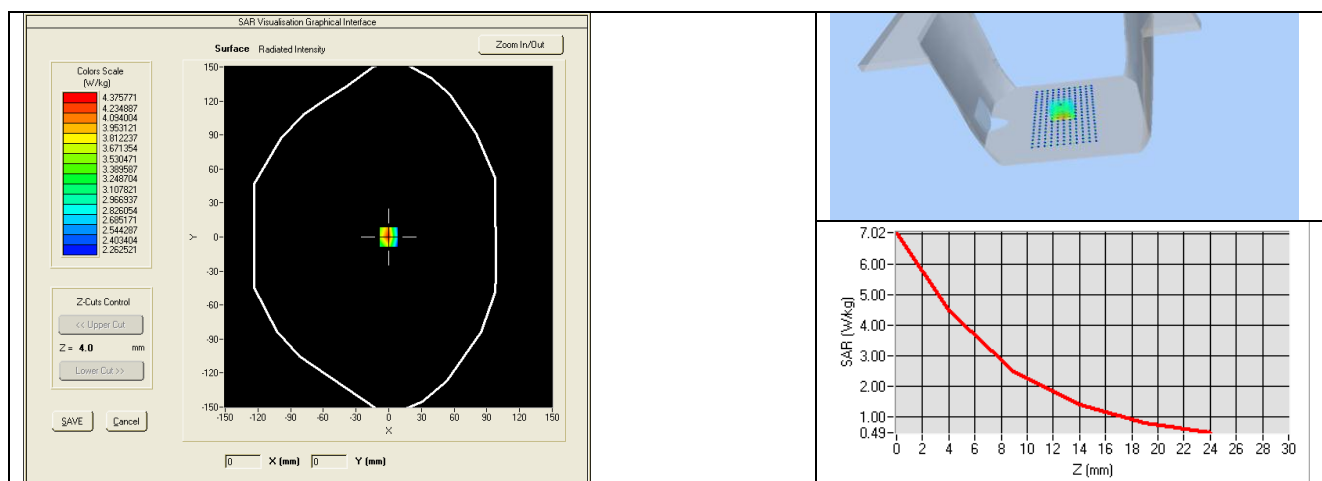 SAR Visualisation Graphical Interface
Surface Radiated Intensity
Zoom In/Out
Colors Scale
(W/kg)
4.375771
4.234887
4.094004
3.953121
3.812237
3.671354
3.530471
3.389587
3.248704
3.107821
2.966937
2.826054
2.685171
2.544287
2.403404
2.262521
Z-Cuts Control
<< Upper Cut
Z = 4.0 mm
Lower Cut >>
SAVE Cancel
150
120
90
60
30
0
-30
-60
-90
-120
-150
Y
-150 -120 -90 -60 -30 0 30 60 90 120 150
X
0 X (mm) 0 Y (mm)
7.02
6.00
5.00
4.00
3.00
2.00
1.00
0.49
SAR (W/kg)
0 2 4 6 8 10 12 14 16 18 20 22 24 26 28 30
Z (mm)